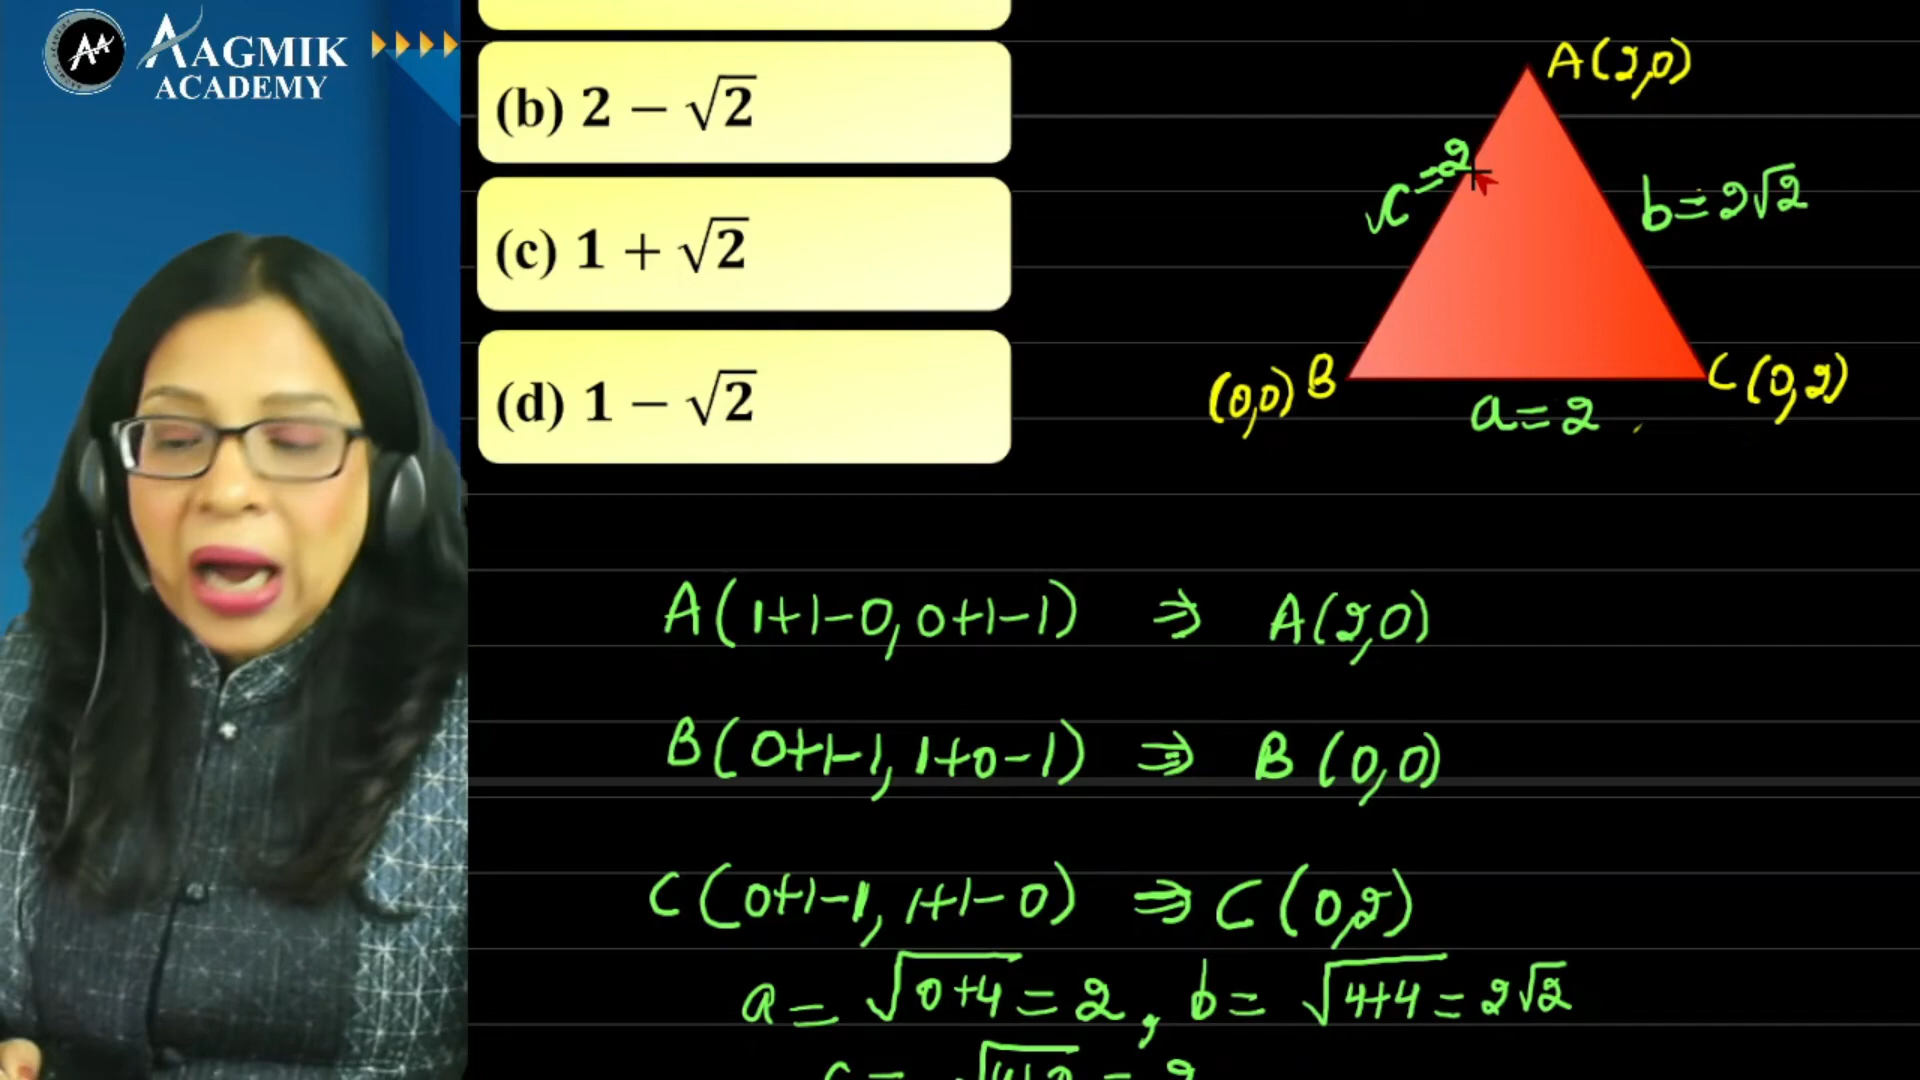 AAGMIK
ACADEMY
(b) 2 − √2
(c) 1 + √2
(d) 1 − √2
A(2,0)
c=2
b=2√2
(0,0) B
C(0,2)
a=2
A(1+1−0, 0+1−1) ⇒ A(2,0)
B(0+1−1, 1+0−1) ⇒ B(0,0)
C(0+1−1, 1+1−0) ⇒ C(0,2)
a = √0+4 = 2, b = √4+4 = 2√2